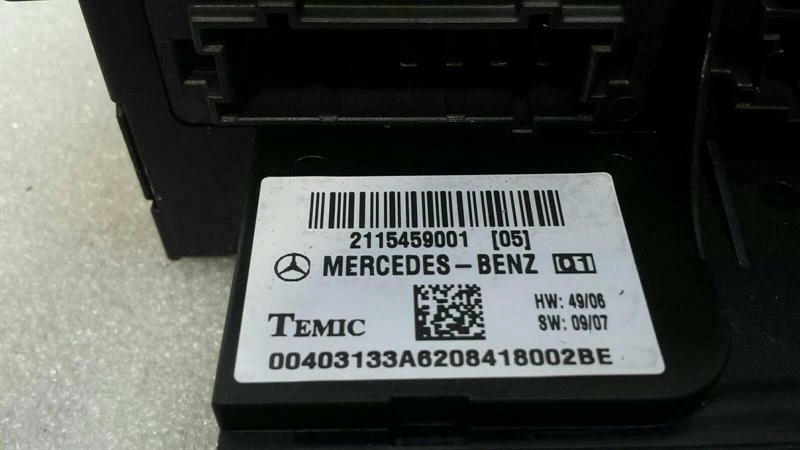 2115459001 [05]
MERCEDES-BENZ 01
HW: 49/06
TEMIC
SW: 09/07
00403133A6208418002BE